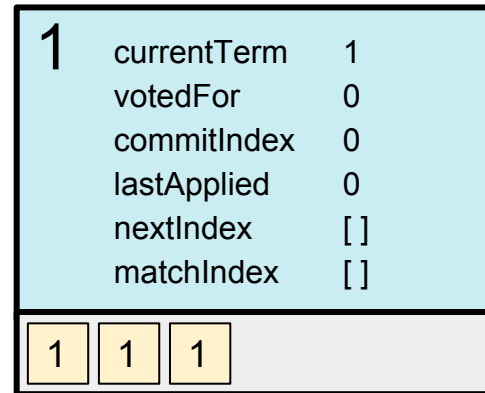 1
currentTerm 1
votedFor 0
commitIndex 0
lastApplied 0
nextIndex [ ]
matchIndex [ ]
1 1 1